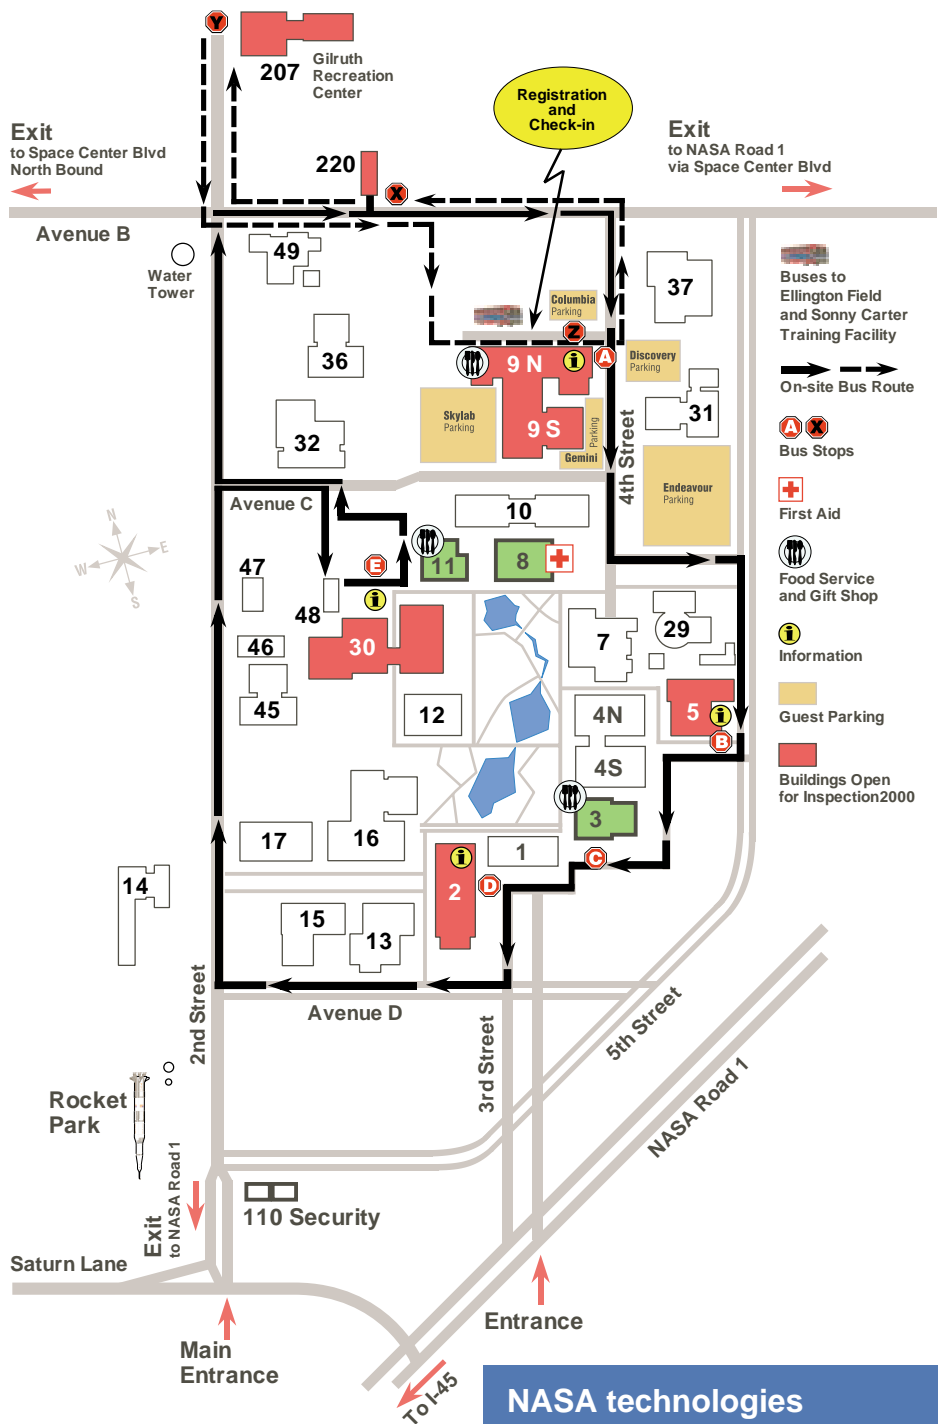 Y
207
Gilruth
Recreation
Center
Registration
and
Check-in
Exit
to Space Center Blvd
North Bound
220
X
Exit
to NASA Road 1
via Space Center Blvd
Avenue B
49
Water
Tower
37
Buses to
Ellington Field
and Sonny Carter
Training Facility
Columbia
Parking
Z
36
9 N
i
A
Discovery
Parking
On-site Bus Route
31
Skylab
Parking
9 S
Parking
Gemini
32
4th Street
A X
Bus Stops
Endeavour
Parking
Avenue C
10
First Aid
N
E
W
S
47
E
11
8
Food Service
and Gift Shop
48
i
46
30
7
29
i
Information
45
12
4N
5
i
B
Guest Parking
4S
Buildings Open
for Inspection2000
3
17
16
1
C
i
2
D
14
15
13
2nd Street
Avenue D
3rd Street
5th Street
NASA Road 1
Rocket
Park
Exit
to NASA Road 1
110 Security
Saturn Lane
Main
Entrance
Entrance
To I-45
NASA technologies